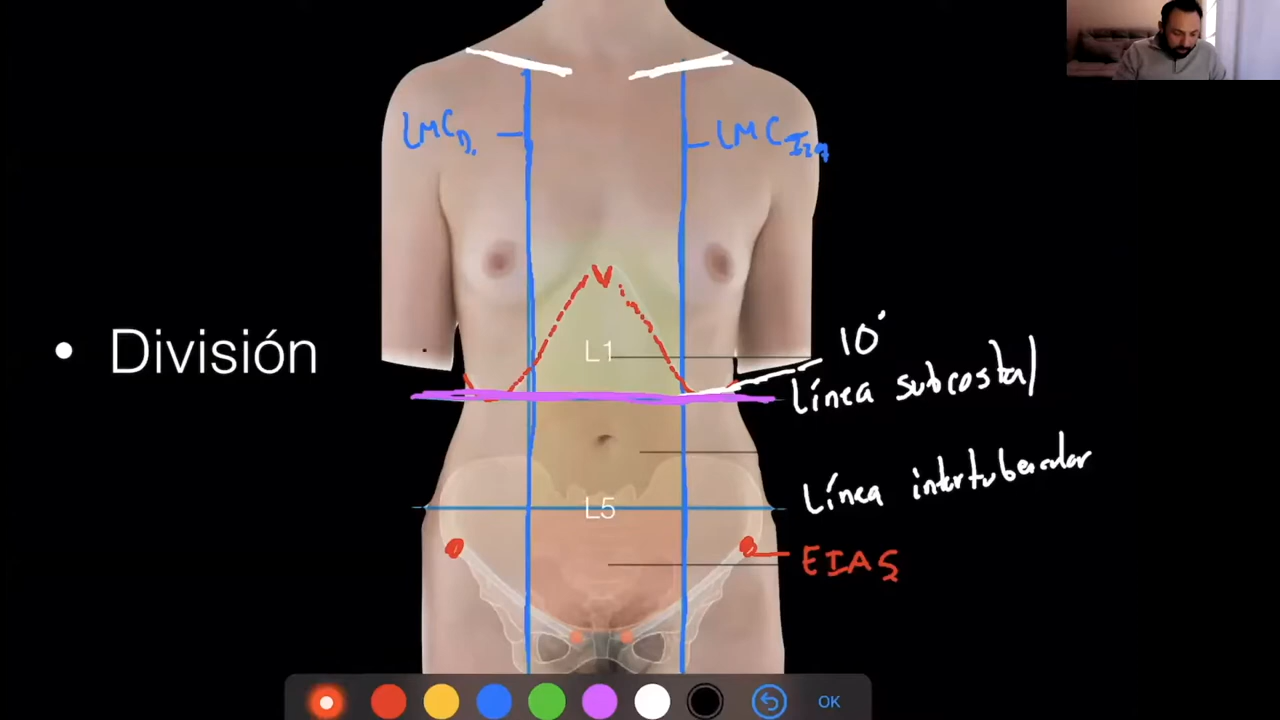 LMC D.
LMC Izq
• División
L1
10°
Línea subcostal
Línea intertubercular
L5
EIAS
OK